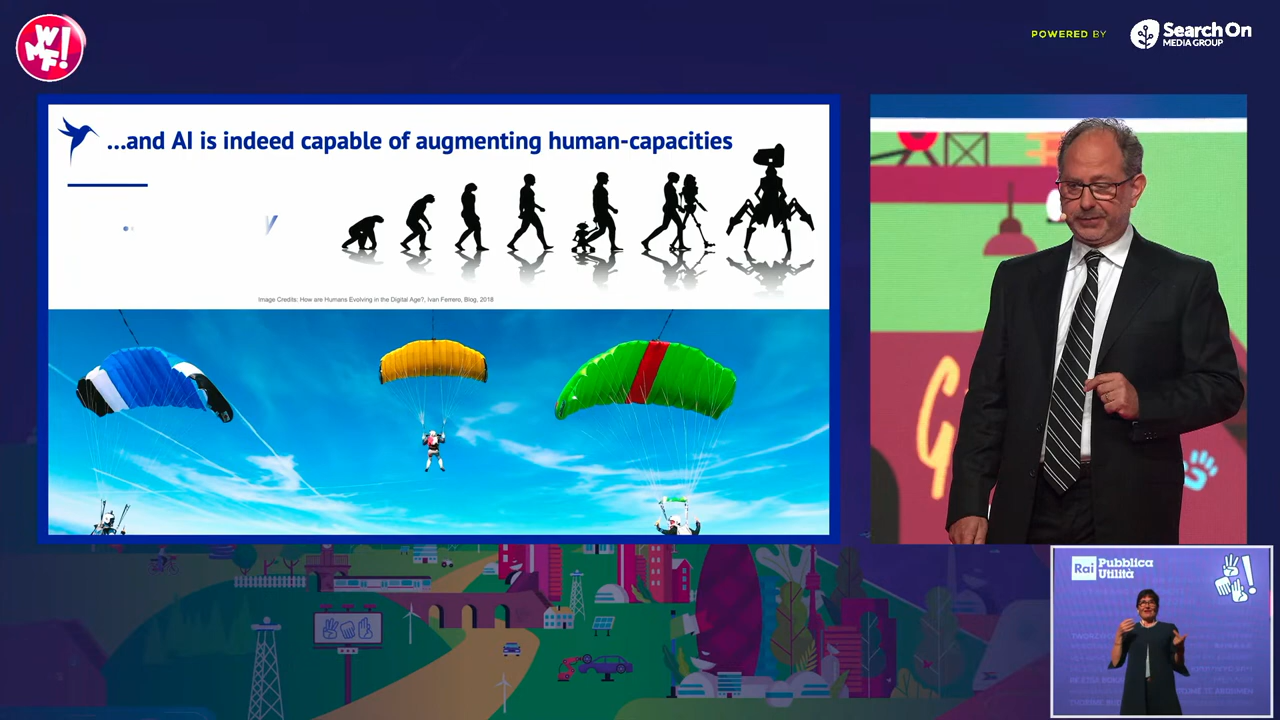 W
MF!
POWERED BY
Search On
MEDIA GROUP
...and AI is indeed capable of augmenting human-capacities
Image Credits: How are Humans Evolving in the Digital Age?, Ivan Ferrero, Blog, 2018
Rai Pubblica
Utilità